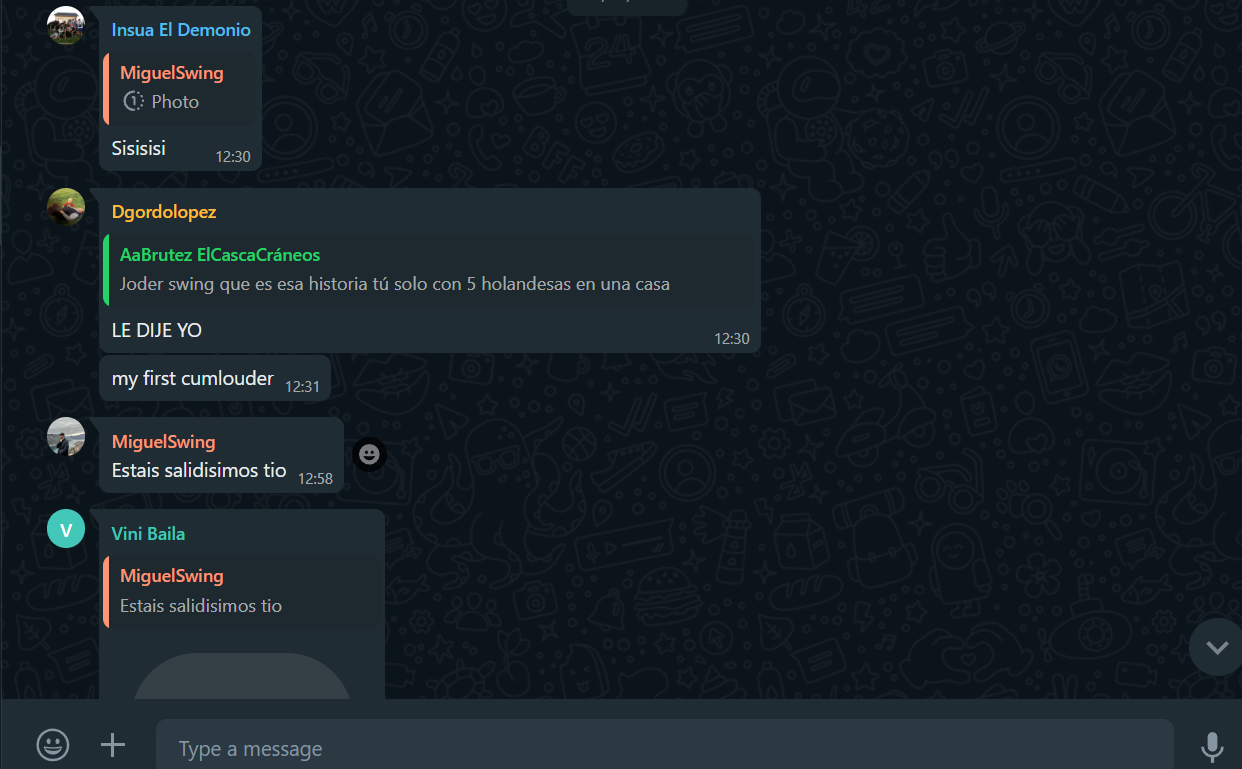 Insua El Demonio
MiguelSwing
Photo
Sisisisi
12:30
Dgordolopez
AaBrutez ElCascaCráneos
Joder swing que es esa historia tú solo con 5 holandesas en una casa
LE DIJE YO
12:30
my first cumlouder
12:31
MiguelSwing
Estais salidisimos tio
12:58
V
Vini Baila
MiguelSwing
Estais salidisimos tio
Type a message